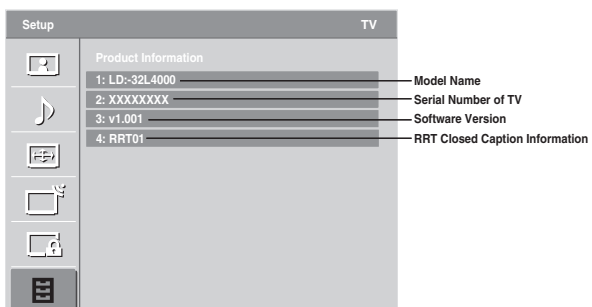 Setup TV
Product Information
1: LD:-32L4000 Model Name
2: XXXXXXXX Serial Number of TV
3: v1.001 Software Version
4: RRT01 RRT Closed Caption Information